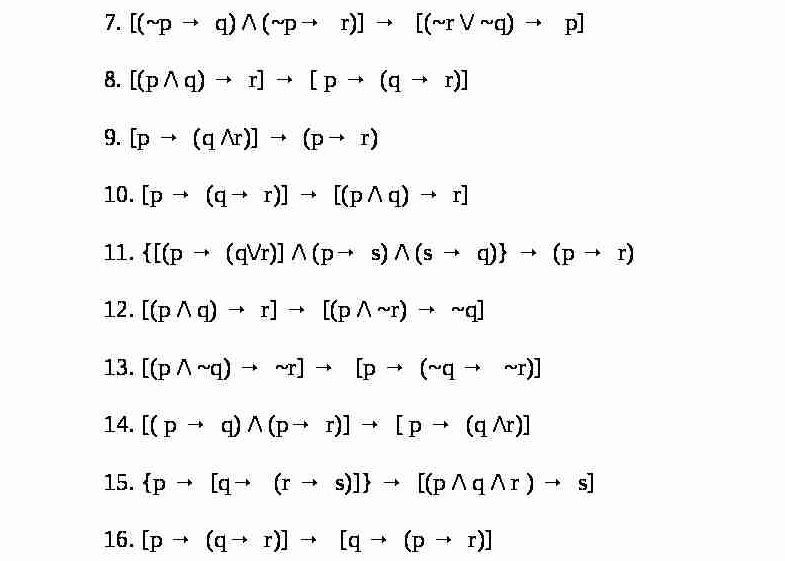 7. [(~p → q) ⋀ (~p → r)] → [(~r ⋁ ~q) → p]
8. [(p ⋀ q) → r] → [ p → (q → r)]
9. [p → (q ⋀r)] → (p → r)
10. [p → (q → r)] → [(p ⋀ q) → r]
11. {[(p → (q⋁r)] ⋀ (p → s) ⋀ (s → q)} → (p → r)
12. [(p ⋀ q) → r] → [(p ⋀ ~r) → ~q]
13. [(p ⋀ ~q) → ~r] → [p → (~q → ~r)]
14. [( p → q) ⋀ (p → r)] → [ p → (q ⋀r)]
15. {p → [q → (r → s)]} → [(p ⋀ q ⋀ r ) → s]
16. [p → (q → r)] → [q → (p → r)]